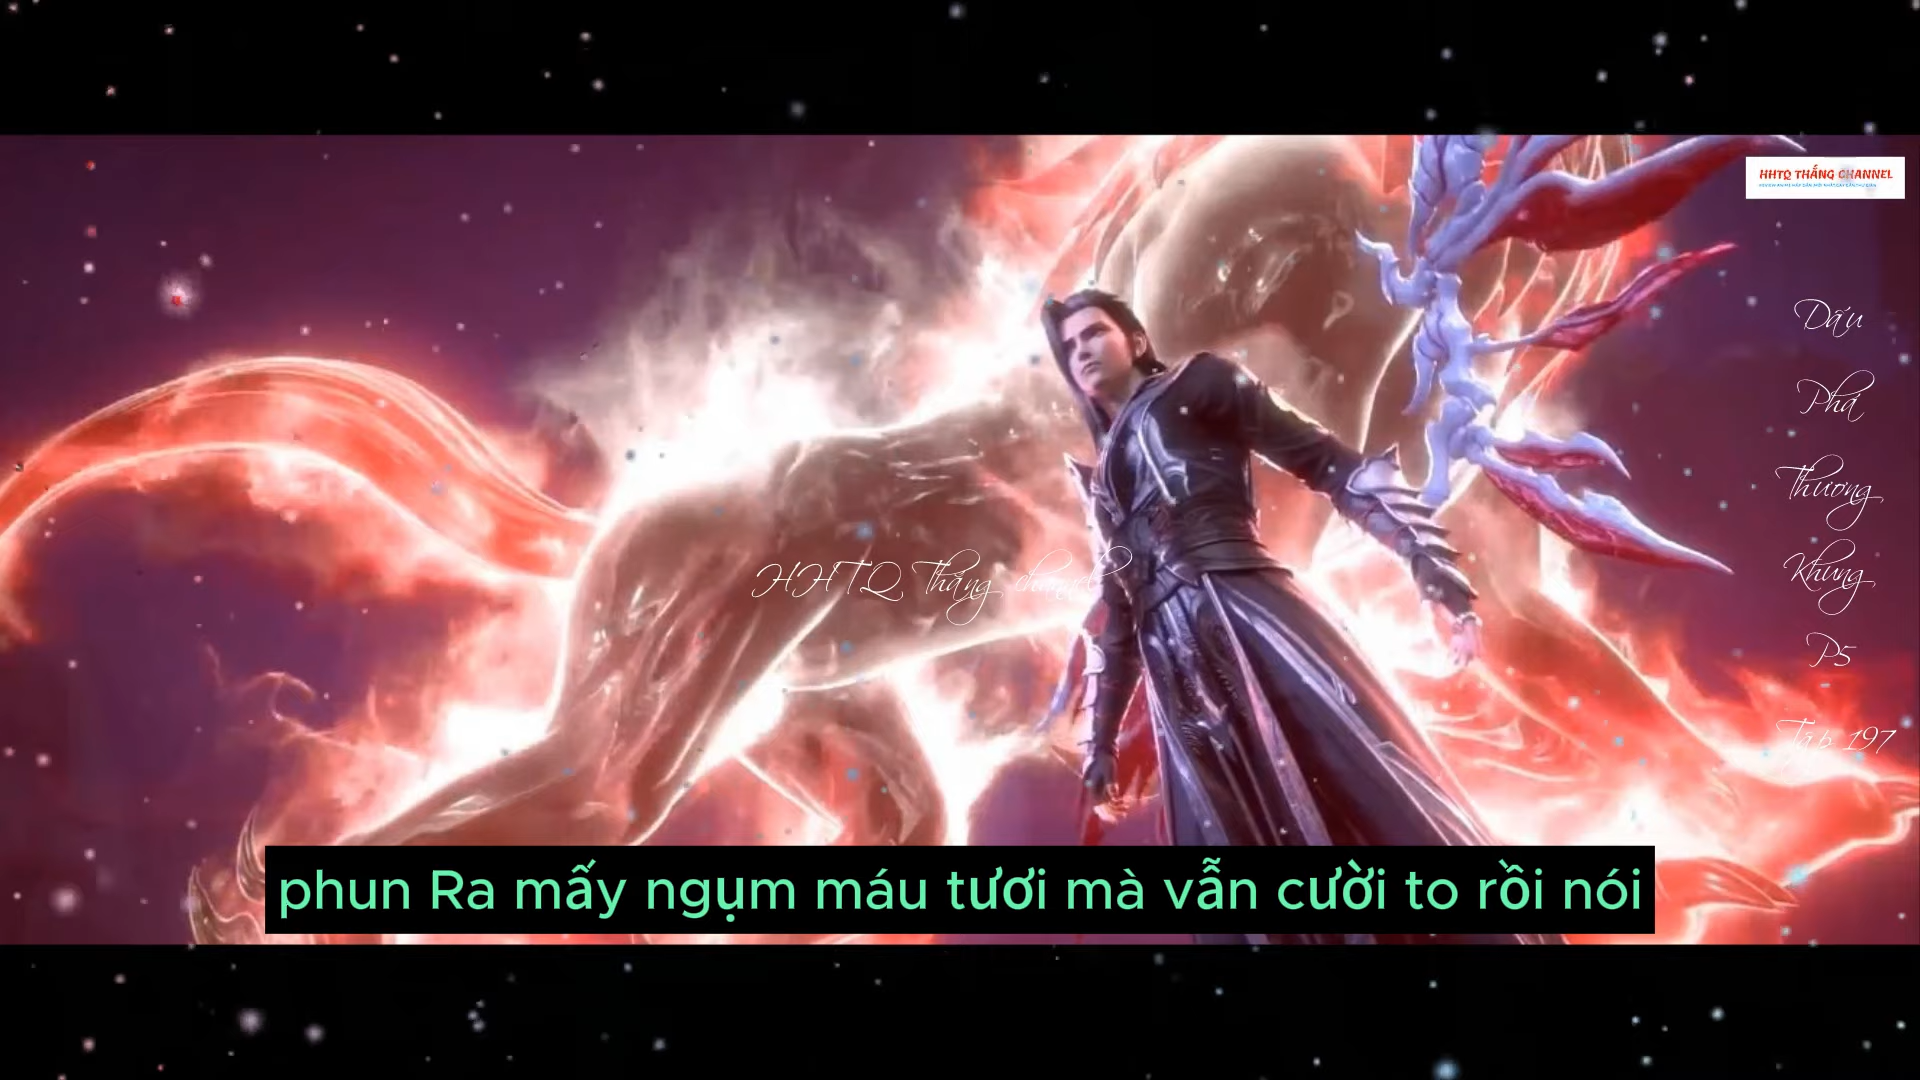 HHTQ THẮNG CHANNEL
Dấu
Phá
Thương
Khung
P5
Tập 197
HHTQ Thắng channel
phun Ra mấy ngụm máu tươi mà vẫn cười to rồi nói